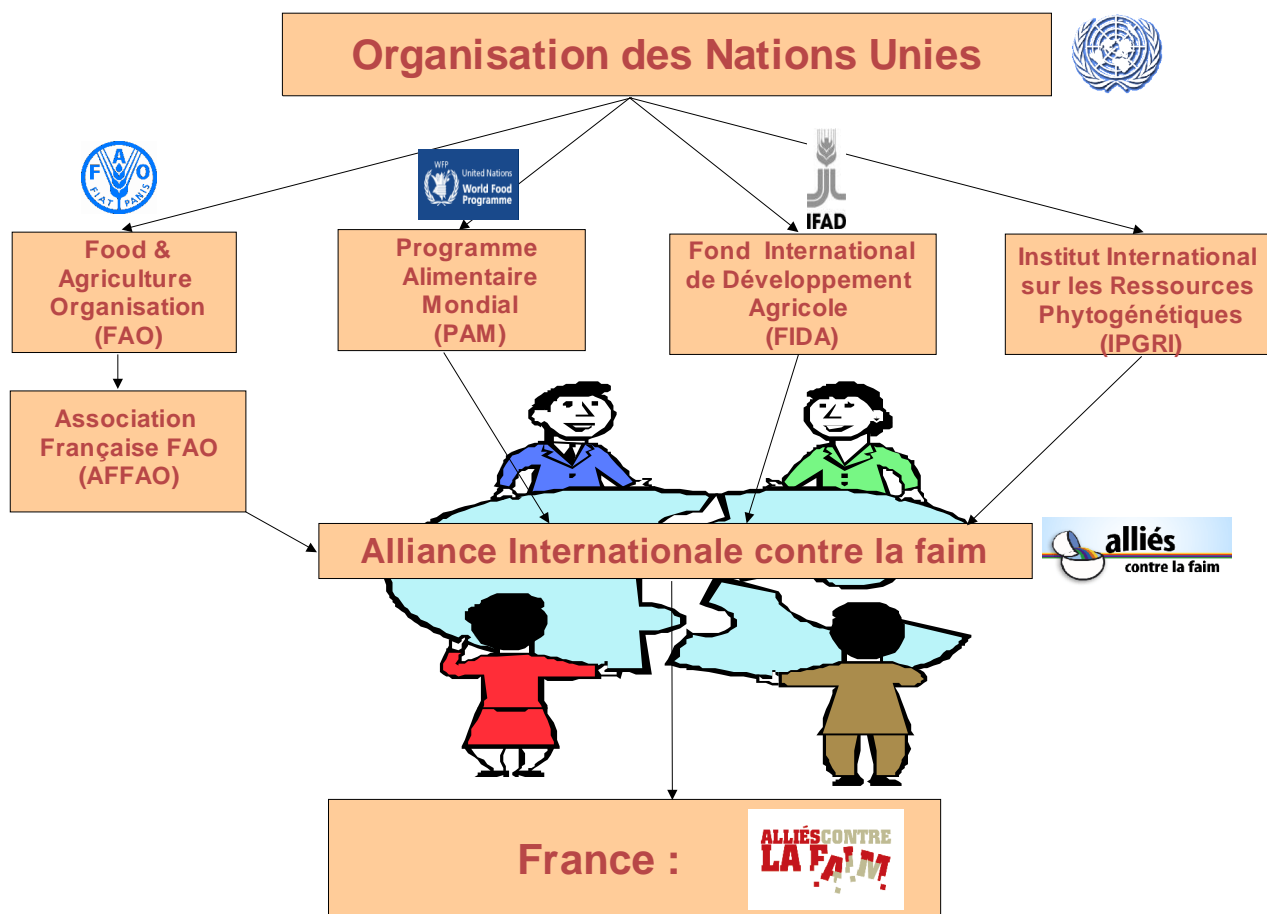 Organisation des Nations Unies
FAO
FIAT PANIS
WFP
United Nations
World Food
Programme
IFAD
Food &
Agriculture
Organisation
(FAO)
Programme
Alimentaire
Mondial
(PAM)
Fond International
de Développement
Agricole
(FIDA)
Institut International
sur les Ressources
Phytogénétiques
(IPGRI)
Association
Française FAO
(AFFAO)
Alliance Internationale contre la faim
alliés
contre la faim
France :
ALLIÉSCONTRE
LA FAIM